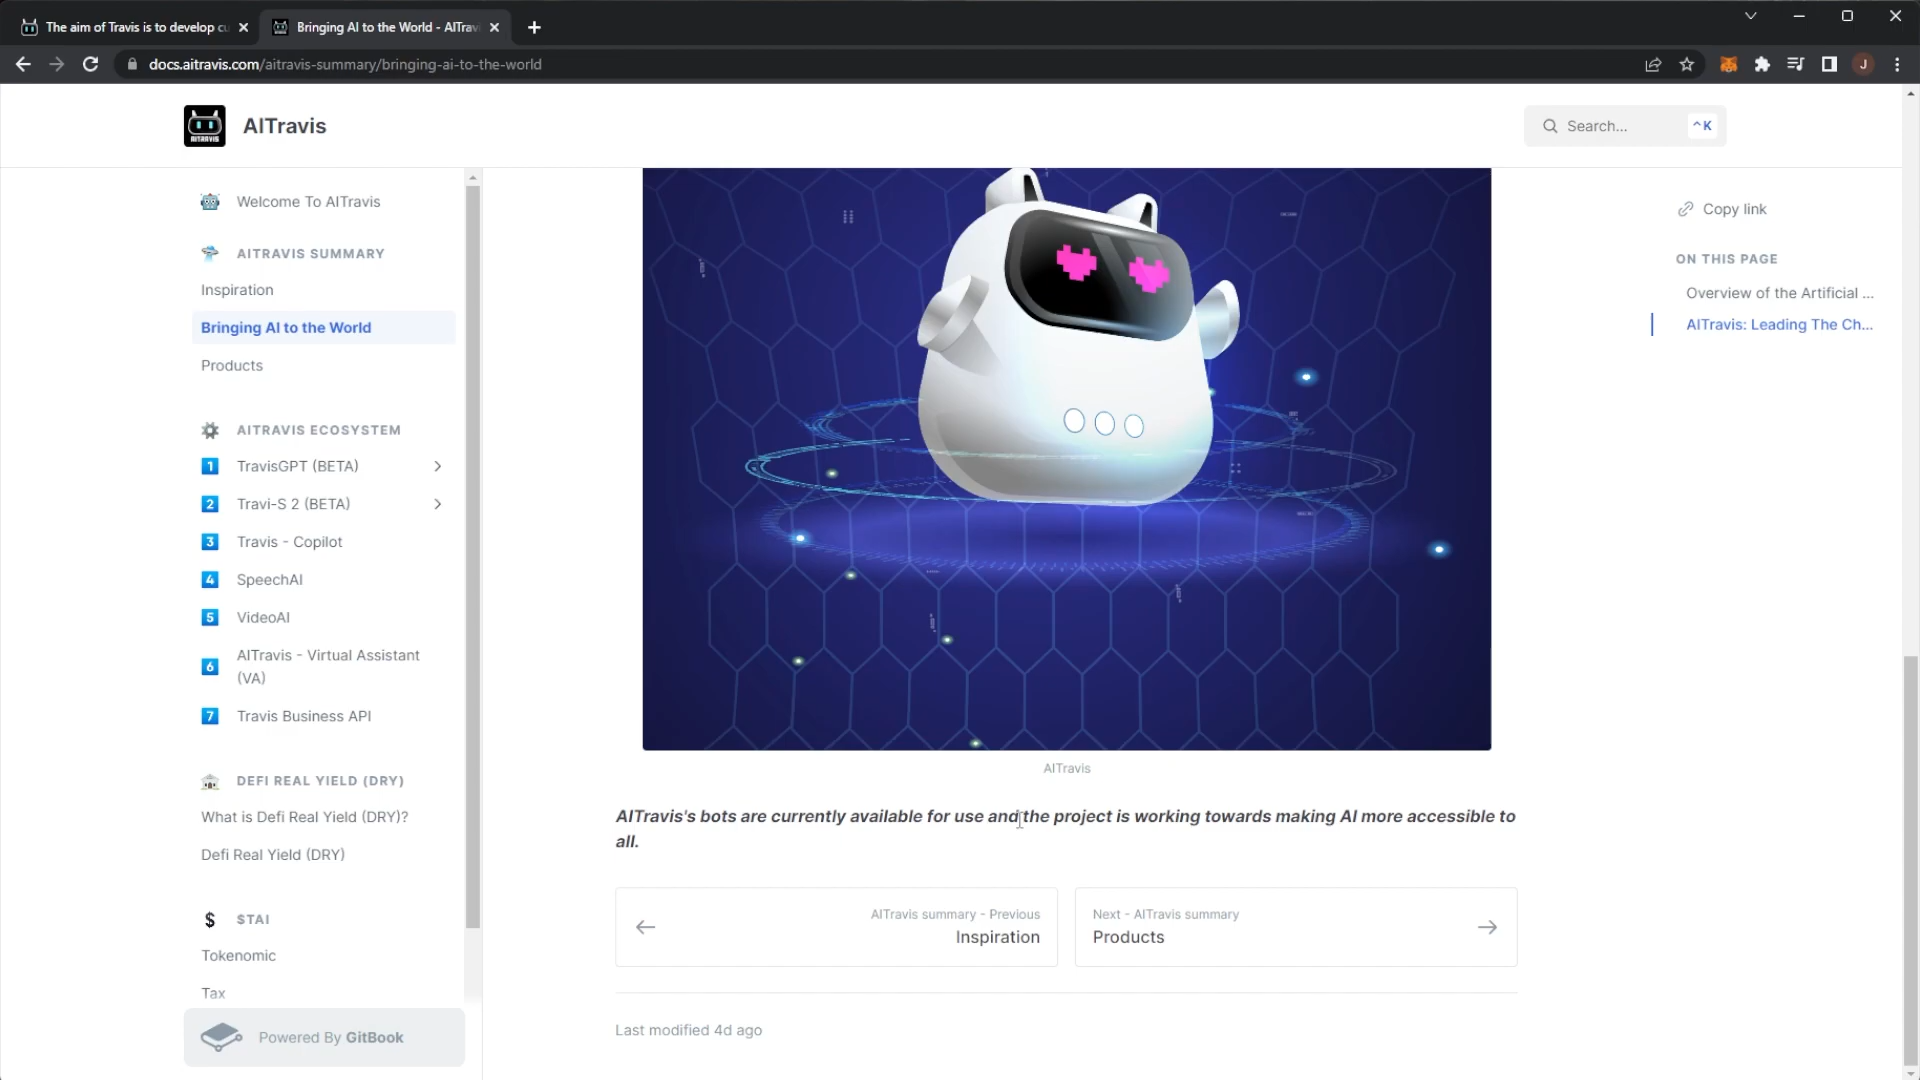 The aim of Travis is to develop cu
Bringing AI to the World - AITravi
docs.aitravis.com/aitravis-summary/bringing-ai-to-the-world
J
AITRAVIS
AITravis
Search...
^K
Welcome To AITravis
AITRAVIS SUMMARY
Inspiration
Bringing AI to the World
Products
AITRAVIS ECOSYSTEM
1 TravisGPT (BETA)
2 Travi-S 2 (BETA)
3 Travis - Copilot
4 SpeechAI
5 VideoAI
6 AITravis - Virtual Assistant
(VA)
7 Travis Business API
DEFI REAL YIELD (DRY)
What is Defi Real Yield (DRY)?
Defi Real Yield (DRY)
$ $TAI
Tokenomic
Tax
Powered By GitBook
AITravis
AITravis's bots are currently available for use and the project is working towards making AI more accessible to
all.
AITravis summary - Previous
Inspiration
Next - AITravis summary
Products
Last modified 4d ago
Copy link
ON THIS PAGE
Overview of the Artificial ...
AITravis: Leading The Ch...